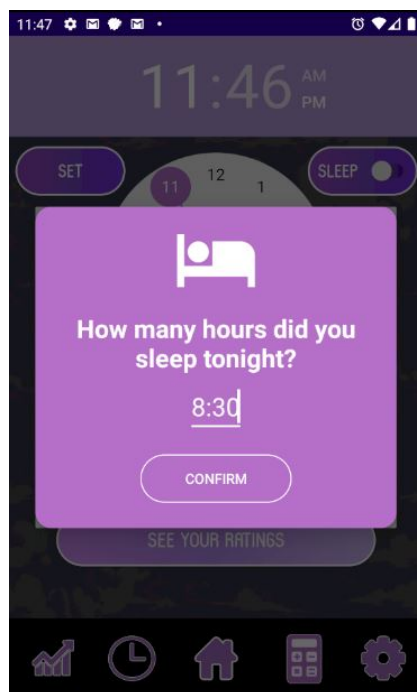 11:47
11:46 AM
PM
SET
SLEEP
11
12
1
How many hours did you
sleep tonight?
8:30
CONFIRM
SEE YOUR RATINGS